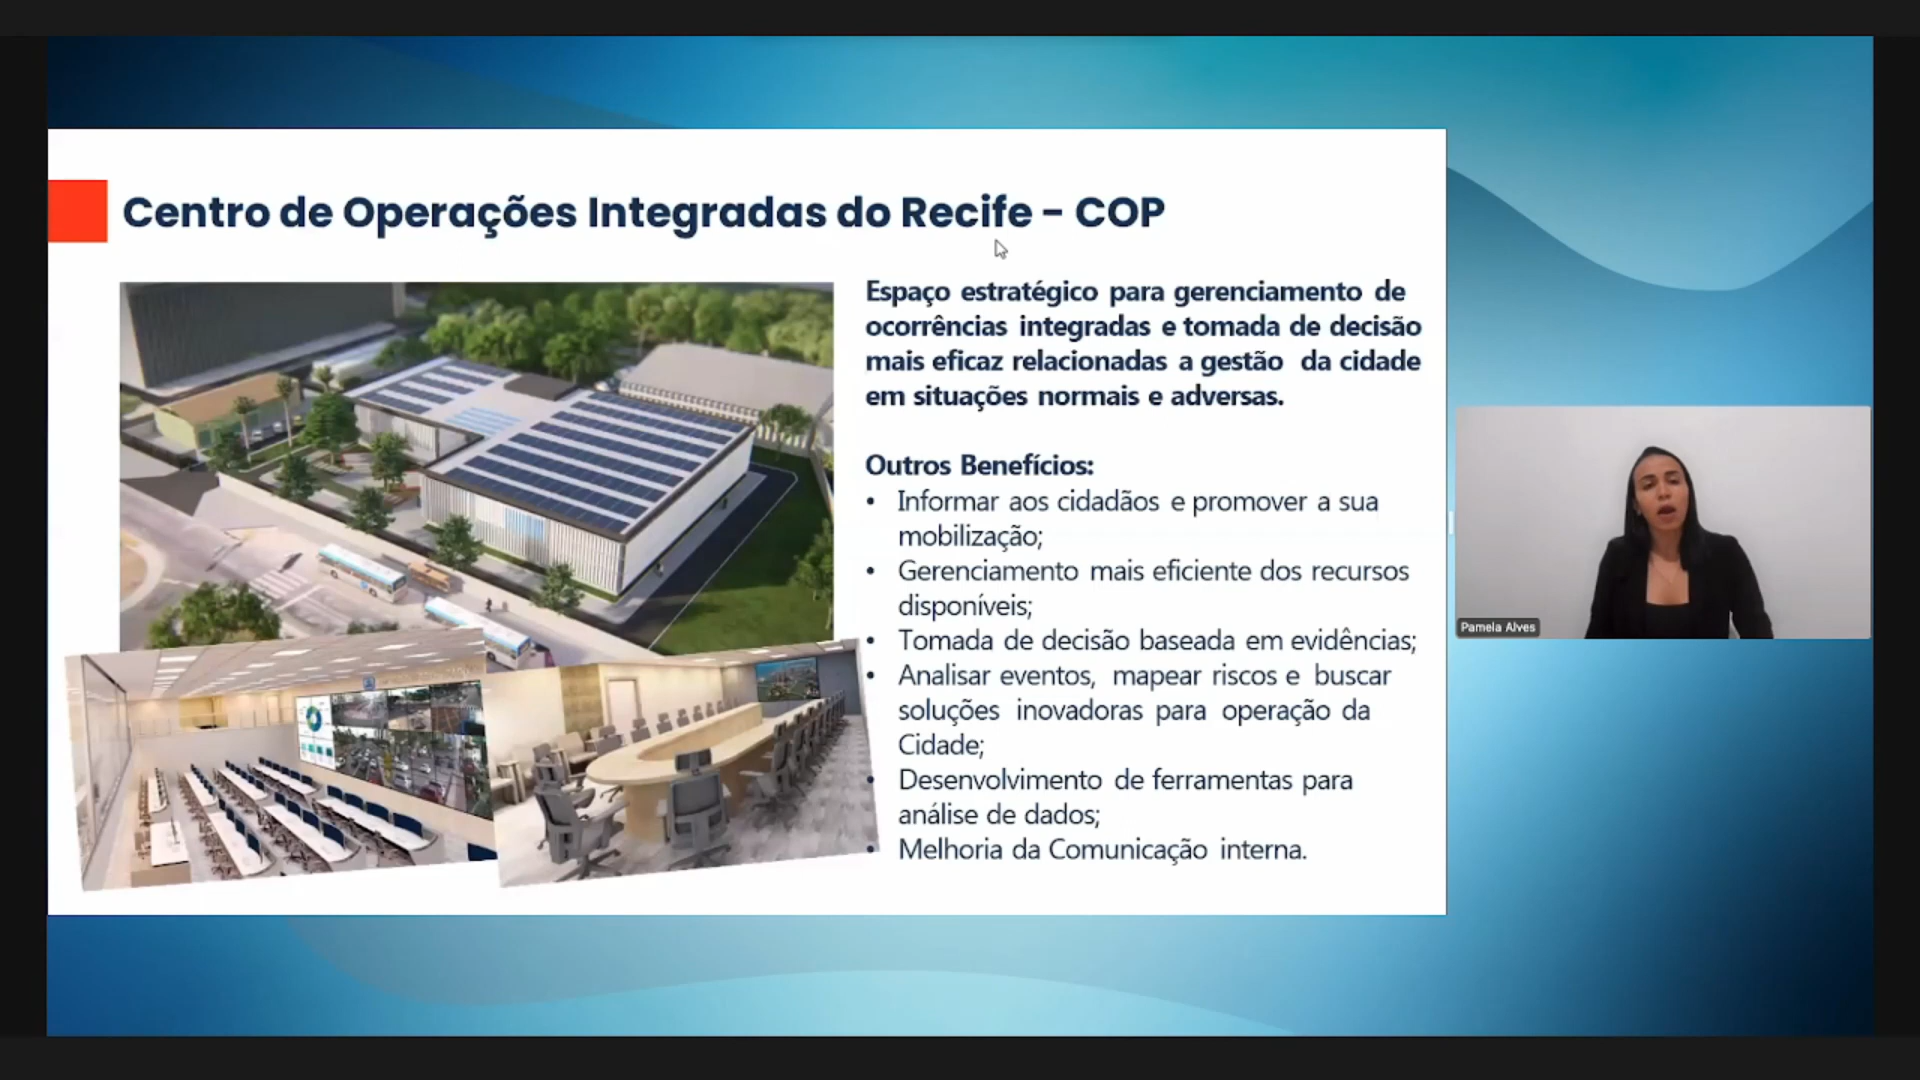 Centro de Operações Integradas do Recife - COP
Espaço estratégico para gerenciamento de
ocorrências integradas e tomada de decisão
mais eficaz relacionadas a gestão da cidade
em situações normais e adversas.
Outros Benefícios:
• Informar aos cidadãos e promover a sua
mobilização;
• Gerenciamento mais eficiente dos recursos
disponíveis;
• Tomada de decisão baseada em evidências;
• Analisar eventos, mapear riscos e buscar
soluções inovadoras para operação da
Cidade;
• Desenvolvimento de ferramentas para
análise de dados;
• Melhoria da Comunicação interna.
Pamela Alves